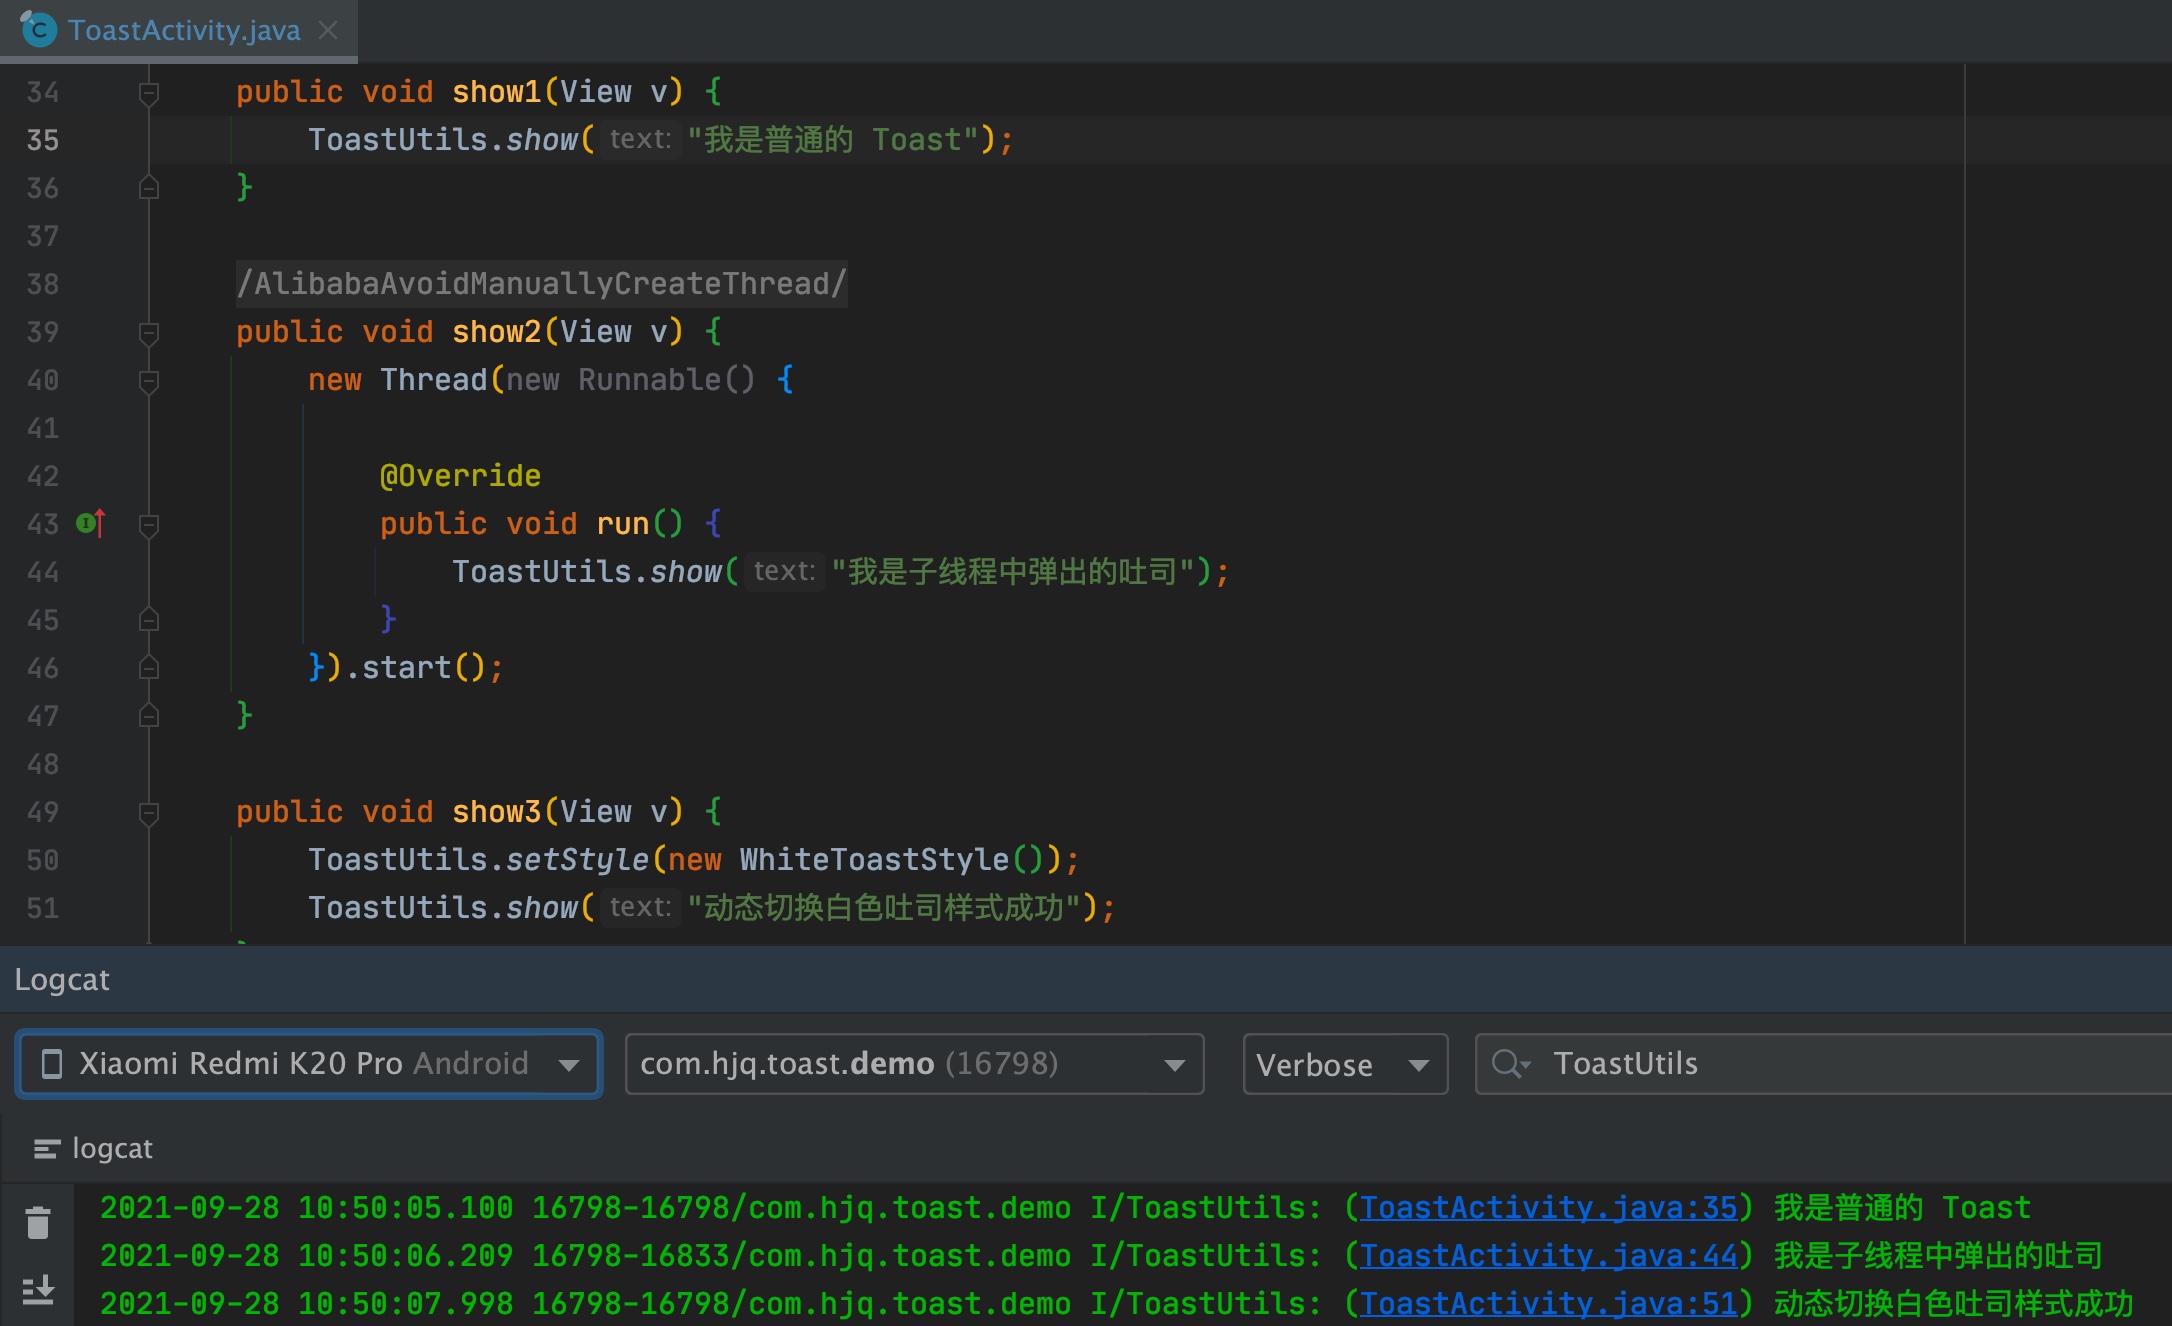 ToastActivity.java
34 public void show1(View v) {
35 ToastUtils.show( text: "我是普通的 Toast");
36 }
37
38 /AlibabaAvoidManuallyCreateThread/
39 public void show2(View v) {
40 new Thread(new Runnable() {
41
42 @Override
43 public void run() {
44 ToastUtils.show( text: "我是子线程中弹出的吐司");
45 }
46 }).start();
47 }
48
49 public void show3(View v) {
50 ToastUtils.setStyle(new WhiteToastStyle());
51 ToastUtils.show( text: "动态切换白色吐司样式成功");
Logcat
Xiaomi Redmi K20 Pro Android com.hjq.toast.demo (16798) Verbose ToastUtils
logcat
2021-09-28 10:50:05.100 16798-16798/com.hjq.toast.demo I/ToastUtils: (ToastActivity.java:35) 我是普通的 Toast
2021-09-28 10:50:06.209 16798-16833/com.hjq.toast.demo I/ToastUtils: (ToastActivity.java:44) 我是子线程中弹出的吐司
2021-09-28 10:50:07.998 16798-16798/com.hjq.toast.demo I/ToastUtils: (ToastActivity.java:51) 动态切换白色吐司样式成功